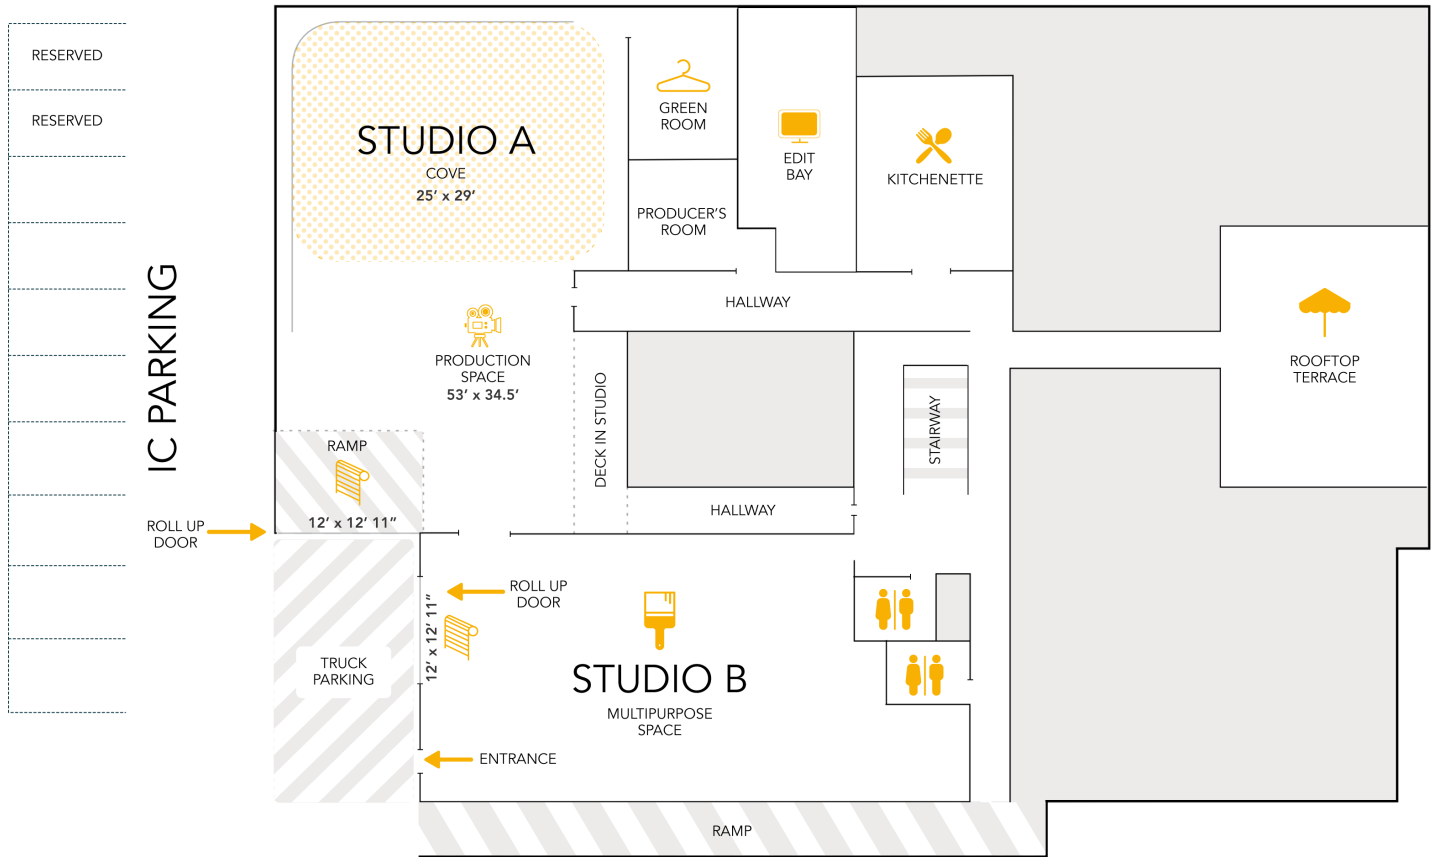 RESERVED
RESERVED
IC PARKING
ROLL UP
DOOR
STUDIO A
COVE
25’ x 29’
GREEN
ROOM
PRODUCER’S
ROOM
EDIT
BAY
KITCHENETTE
HALLWAY
PRODUCTION
SPACE
53’ x 34.5’
DECK IN STUDIO
STAIRWAY
ROOFTOP
TERRACE
RAMP
12’ x 12’ 11”
HALLWAY
ROLL UP
DOOR
12’ x 12’ 11”
TRUCK
PARKING
STUDIO B
MULTIPURPOSE
SPACE
ENTRANCE
RAMP